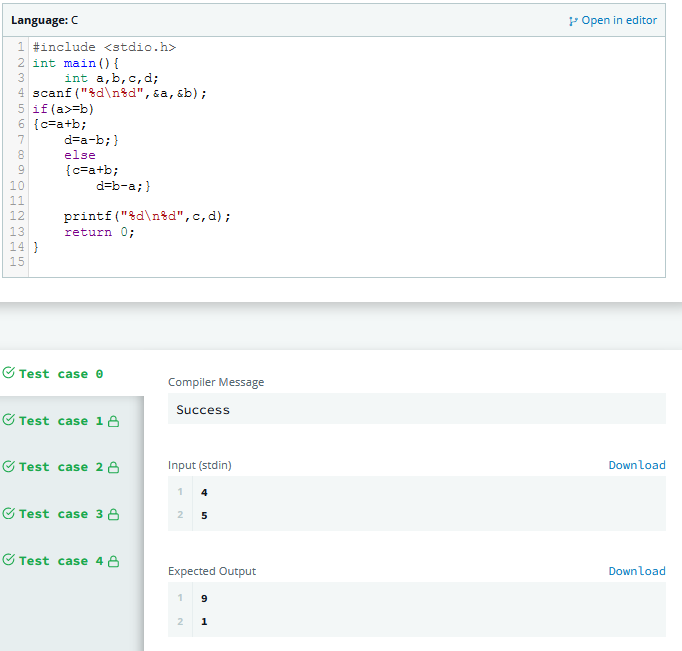 Language: C
Open in editor
1 #include <stdio.h>
2 int main(){
3     int a,b,c,d;
4 scanf("%d\n%d",&a,&b);
5 if(a>=b)
6 {c=a+b;
7     d=a-b;}
8     else
9     {c=a+b;
10         d=b-a;}
11
12     printf("%d\n%d",c,d);
13     return 0;
14 }
15
Test case 0
Test case 1
Test case 2
Test case 3
Test case 4
Compiler Message
Success
Input (stdin)
Download
1 4
2 5
Expected Output
Download
1 9
2 1